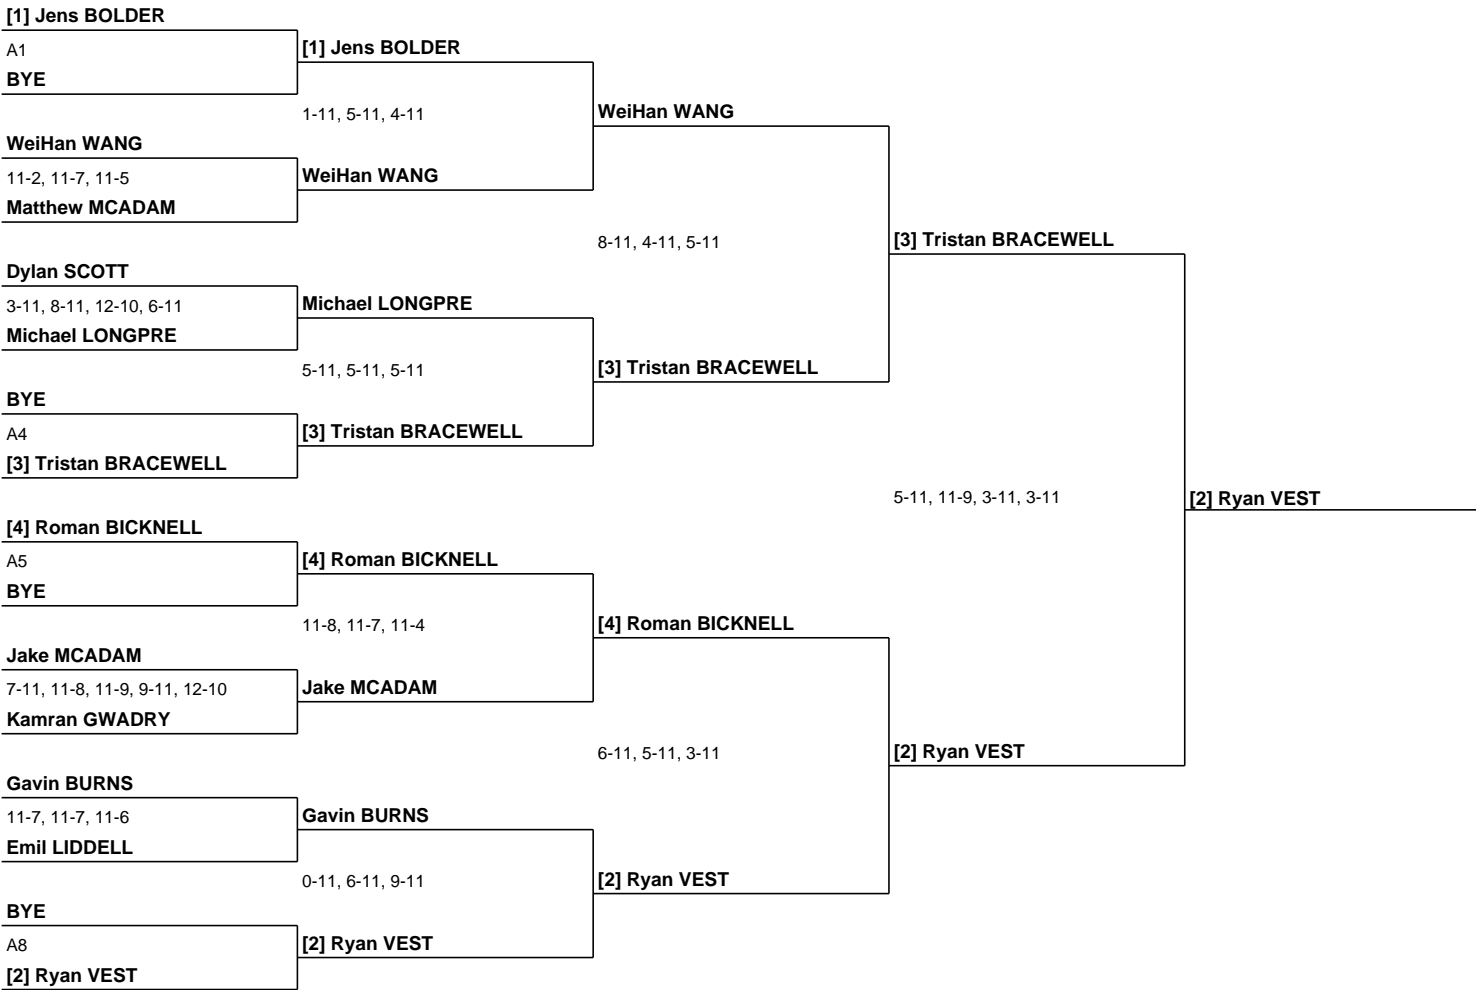 [1] Jens BOLDER
A1
BYE
WeiHan WANG
11-2, 11-7, 11-5
Matthew MCADAM
Dylan SCOTT
3-11, 8-11, 12-10, 6-11
Michael LONGPRE
BYE
A4
[3] Tristan BRACEWELL
[4] Roman BICKNELL
A5
BYE
Jake MCADAM
7-11, 11-8, 11-9, 9-11, 12-10
Kamran GWADRY
Gavin BURNS
11-7, 11-7, 11-6
Emil LIDDELL
BYE
A8
[2] Ryan VEST
[1] Jens BOLDER
1-11, 5-11, 4-11
WeiHan WANG
Michael LONGPRE
5-11, 5-11, 5-11
[3] Tristan BRACEWELL
[4] Roman BICKNELL
11-8, 11-7, 11-4
Jake MCADAM
Gavin BURNS
0-11, 6-11, 9-11
[2] Ryan VEST
WeiHan WANG
8-11, 4-11, 5-11
[3] Tristan BRACEWELL
[4] Roman BICKNELL
6-11, 5-11, 3-11
[2] Ryan VEST
[3] Tristan BRACEWELL
5-11, 11-9, 3-11, 3-11
[2] Ryan VEST
[2] Ryan VEST